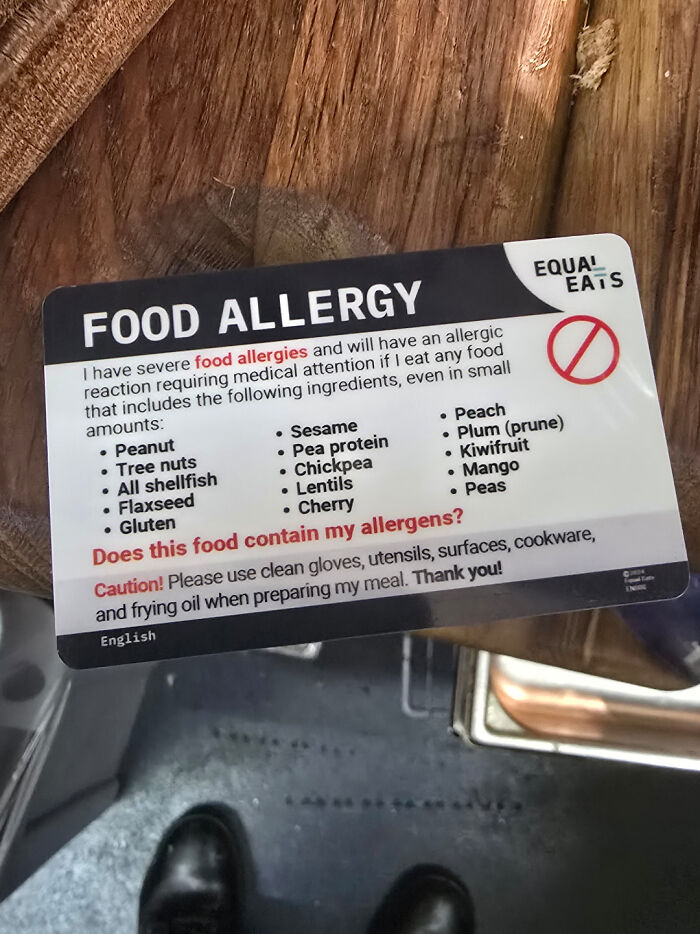 EQUAL
EATS
FOOD ALLERGY
I have severe food allergies and will have an allergic
reaction requiring medical attention if I eat any food
that includes the following ingredients, even in small
amounts:
• Peanut
• Tree nuts
• All shellfish
• Flaxseed
• Gluten
• Sesame
• Pea protein
• Chickpea
• Lentils
• Cherry
• Peach
• Plum (prune)
• Kiwifruit
• Mango
• Peas
Does this food contain my allergens?
Caution! Please use clean gloves, utensils, surfaces, cookware,
and frying oil when preparing my meal. Thank you!
English
Equal Eats